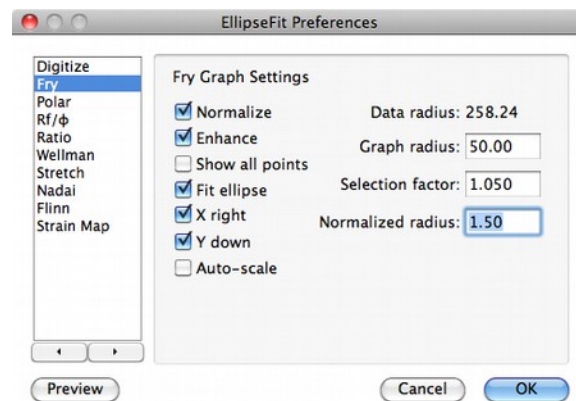 EllipseFit Preferences
Digitize
Fry
Polar
Rf/ϕ
Ratio
Wellman
Stretch
Nadai
Flinn
Strain Map
Fry Graph Settings
Normalize
Enhance
Show all points
Fit ellipse
X right
Y down
Auto-scale
Data radius: 258.24
Graph radius: 50.00
Selection factor: 1.050
Normalized radius: 1.50
Preview
Cancel
OK